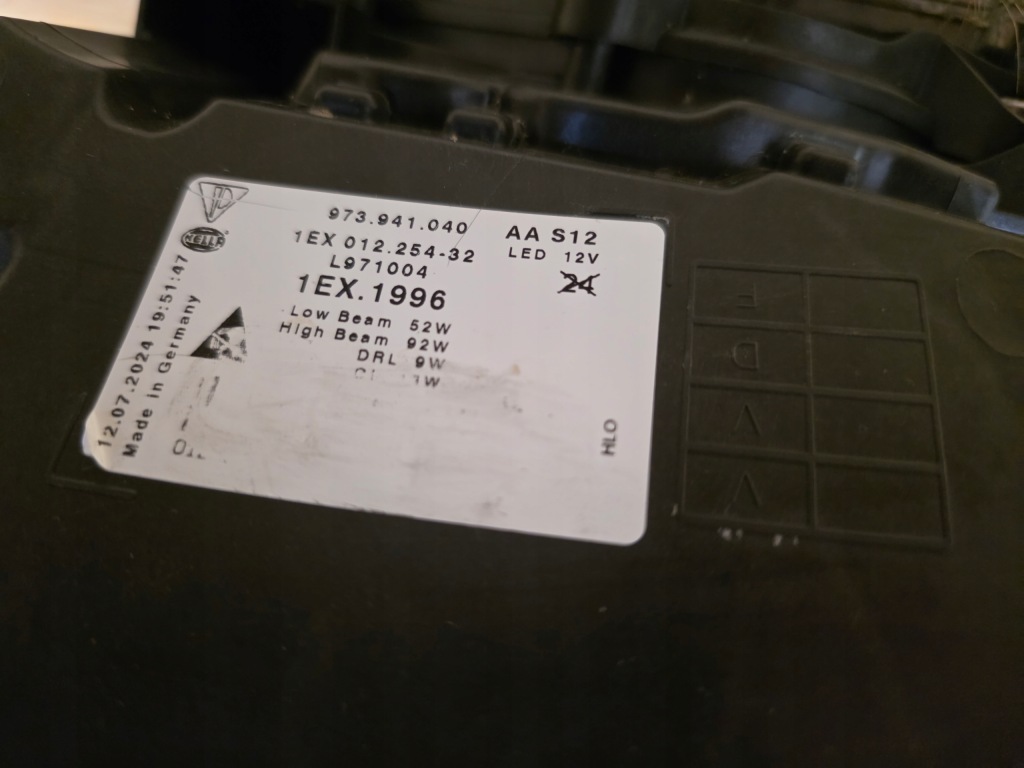 973.941.040
AA S12
HELLA
1EX 012.254-32
LED 12V
L971004
24
1EX.1996
Low Beam 52W
High Beam 92W
DRL 9W
12.07.2024 19:51:47
Made in Germany
HLO